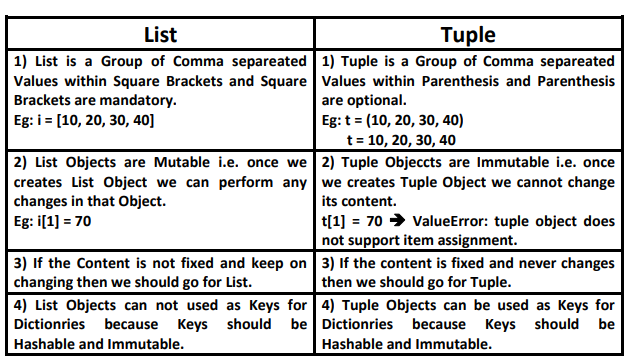 List
Tuple
1) List is a Group of Comma separeated
Values within Square Brackets and Square
Brackets are mandatory.
Eg: i = [10, 20, 30, 40]
1) Tuple is a Group of Comma separeated
Values within Parenthesis and Parenthesis
are optional.
Eg: t = (10, 20, 30, 40)
t = 10, 20, 30, 40
2) List Objects are Mutable i.e. once we
creates List Object we can perform any
changes in that Object.
Eg: i[1] = 70
2) Tuple Objeccts are Immutable i.e. once
we creates Tuple Object we cannot change
its content.
t[1] = 70 ➔ ValueError: tuple object does
not support item assignment.
3) If the Content is not fixed and keep on
changing then we should go for List.
3) If the content is fixed and never changes
then we should go for Tuple.
4) List Objects can not used as Keys for
Dictionries because Keys should be
Hashable and Immutable.
4) Tuple Objects can be used as Keys for
Dictionries because Keys should be
Hashable and Immutable.